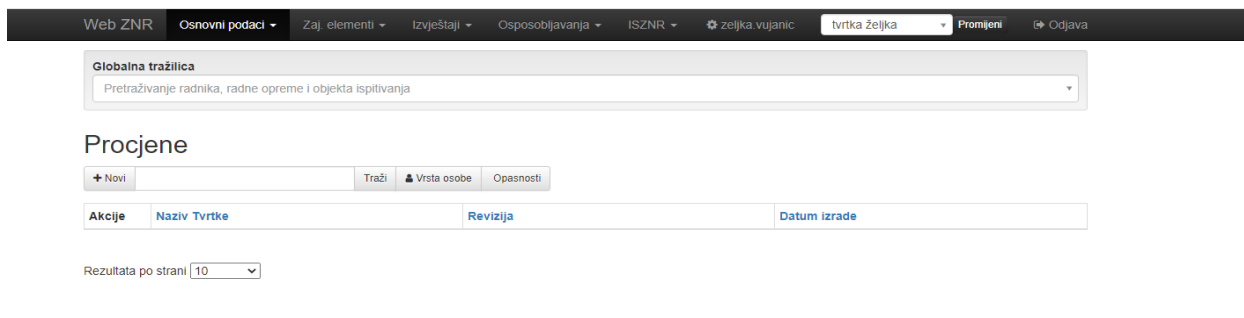 Web ZNR Osnovni podaci Zaj. elementi Izvještaji Osposobljavanja ISZNR zeljka.vujanic tvrtka željka Promijeni Odjava
Globalna tražilica
Pretraživanje radnika, radne opreme i objekta ispitivanja
Procjene
+ Novi Traži Vrsta osobe Opasnosti
Akcije Naziv Tvrtke Revizija Datum izrade
Rezultata po strani 10